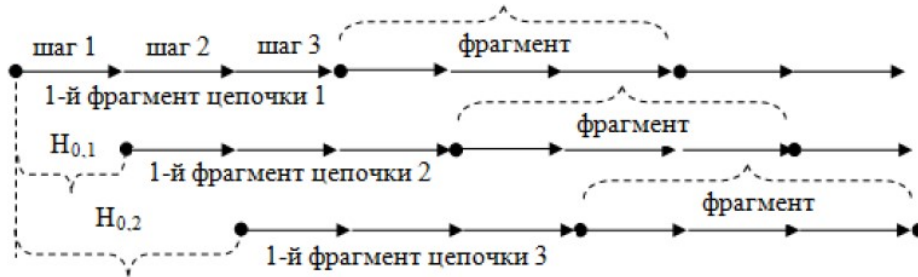 шаг 1 шаг 2 шаг 3 фрагмент
1-й фрагмент цепочки 1
фрагмент
H0,1
1-й фрагмент цепочки 2
фрагмент
H0,2
1-й фрагмент цепочки 3